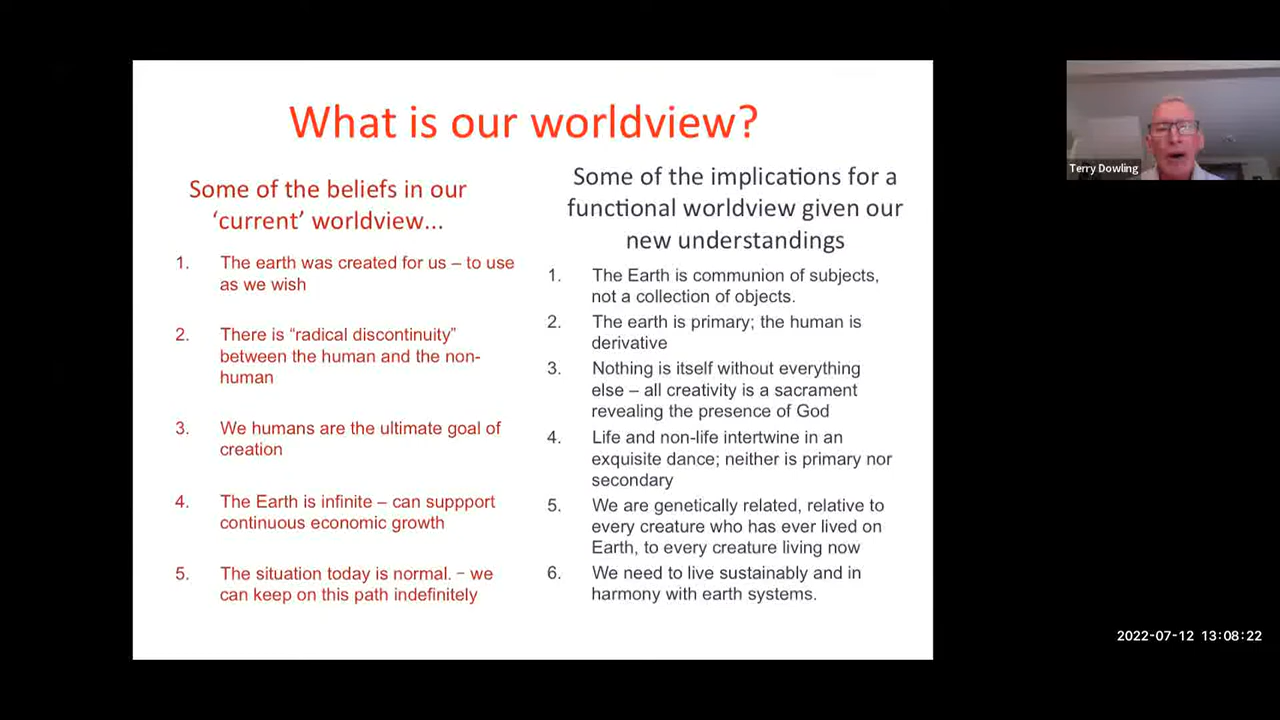 What is our worldview?
Some of the beliefs in our
‘current’ worldview...
1. The earth was created for us – to use
as we wish
2. There is “radical discontinuity”
between the human and the non-
human
3. We humans are the ultimate goal of
creation
4. The Earth is infinite – can suppport
continuous economic growth
5. The situation today is normal. – we
can keep on this path indefinitely
Some of the implications for a
functional worldview given our
new understandings
1. The Earth is communion of subjects,
not a collection of objects.
2. The earth is primary; the human is
derivative
3. Nothing is itself without everything
else – all creativity is a sacrament
revealing the presence of God
4. Life and non-life intertwine in an
exquisite dance; neither is primary nor
secondary
5. We are genetically related, relative to
every creature who has ever lived on
Earth, to every creature living now
6. We need to live sustainably and in
harmony with earth systems.
Terry Dowling
2022-07-12 13:08:22